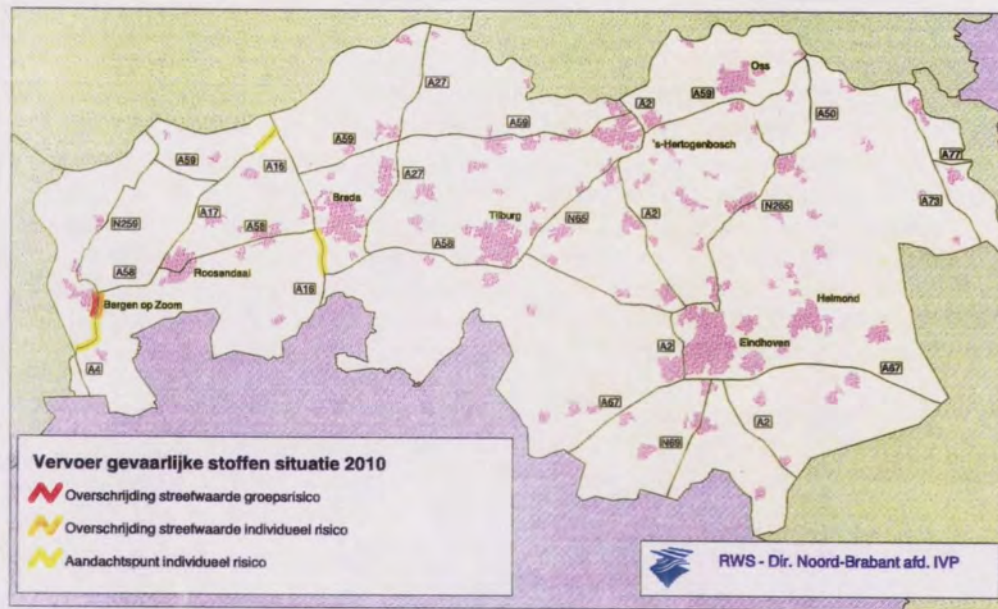 Oss
A27
A2
A59
A50
A59
A59
's-Hertogenbosch
A16
A59
A77
Breda
A27
A73
A17
N259
A58
Tilburg
N65
A2
N265
A58
A58
Roosendaal
A16
Bergen op Zoom
Helmond
Eindhoven
A2
A4
A67
A67
A2
N69
Vervoer gevaarlijke stoffen situatie 2010
Overschrijding streefwaarde groepsrisico
Overschrijding streefwaarde individueel risico
Aandachtspunt individueel risico
RWS - Dir. Noord-Brabant afd. IVP